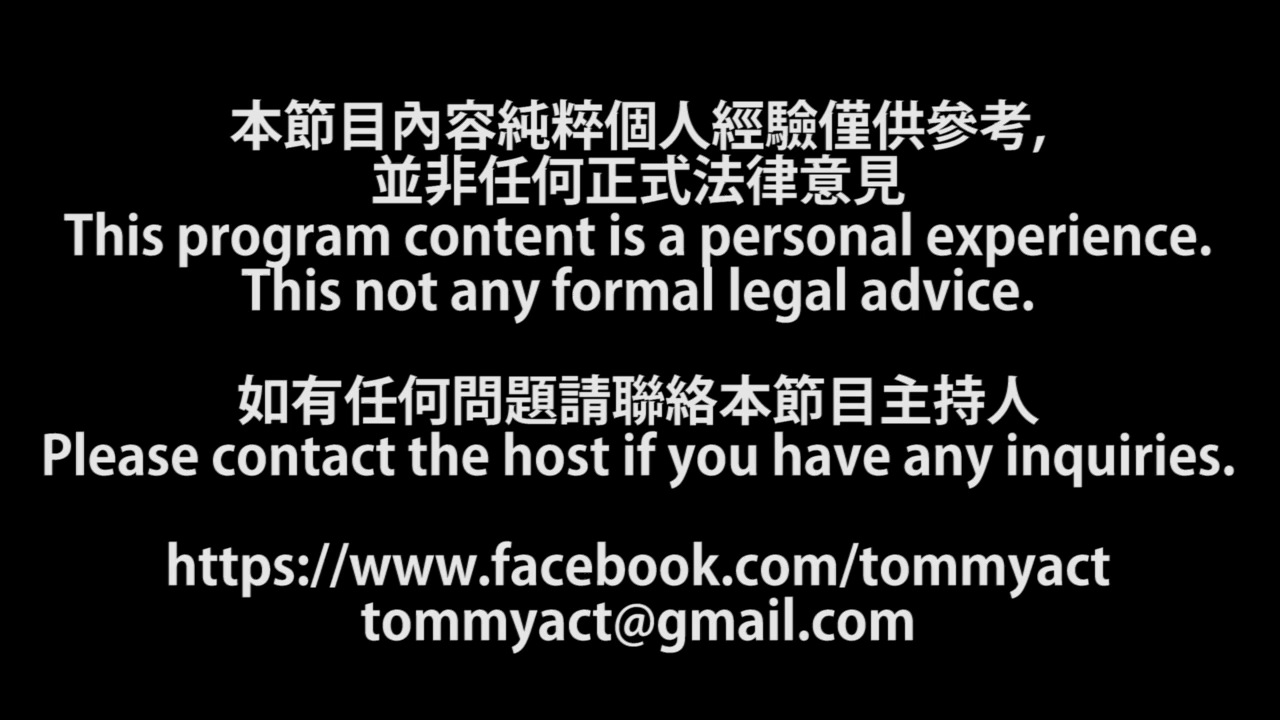 本節目內容純粹個人經驗僅供參考,
並非任何正式法律意見
This program content is a personal experience.
This not any formal legal advice.
如有任何問題請聯絡本節目主持人
Please contact the host if you have any inquiries.
https://www.facebook.com/tommyact
tommyact@gmail.com